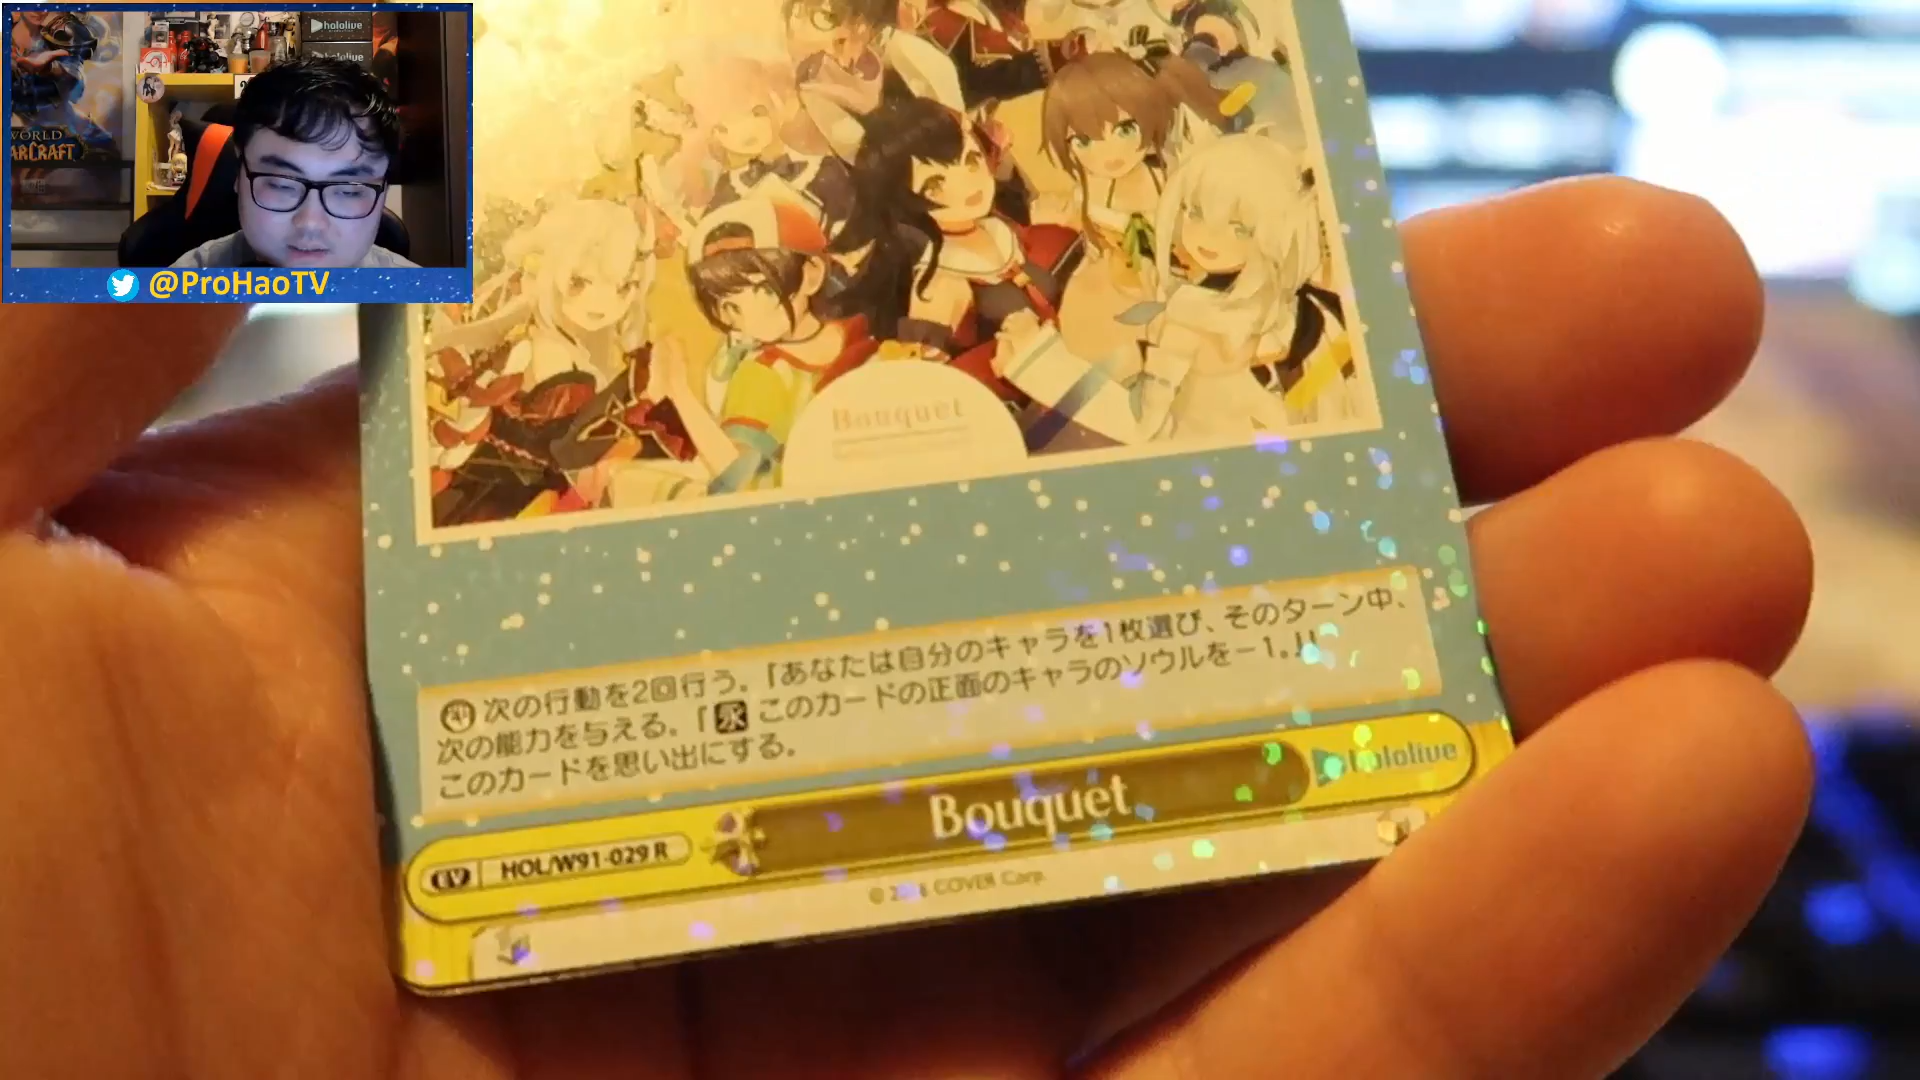 hololive
hololive
WORLD
WARCRAFT
@ProHaoTV
Bouquet
次の行動を2回行う。『あなたは自分のキャラを1枚選び、そのターン中、
次の能力を与える。『永 このカードの正面のキャラのソウルを－1。』』
このカードを思い出にする。
EV HOL/W91-029 R
Bouquet
hololive
COVER Corp.